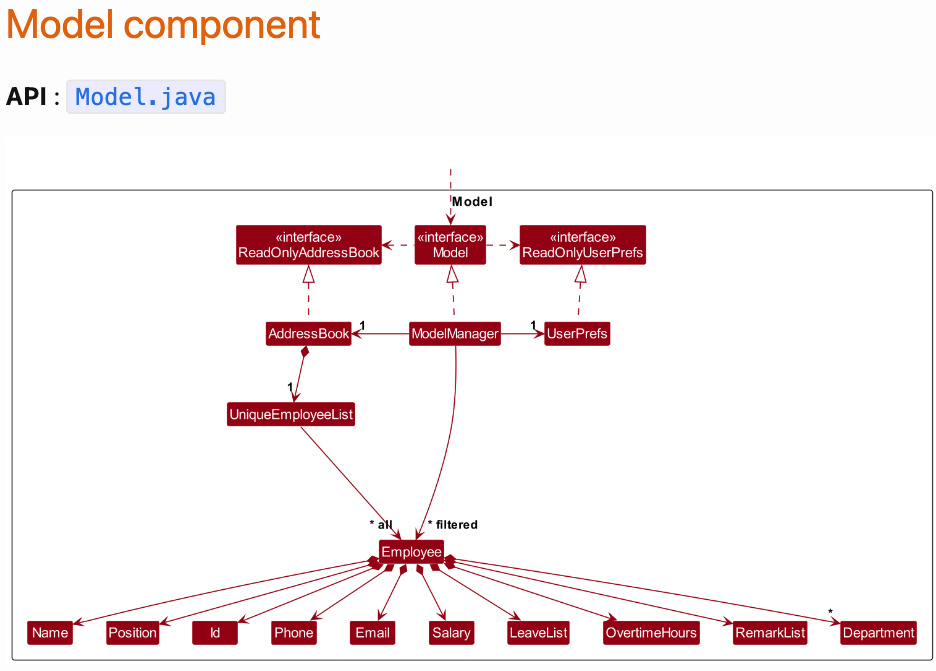 Model component
API : Model.java
Model
«interface»
ReadOnlyAddressBook
«interface»
Model
«interface»
ReadOnlyUserPrefs
AddressBook
1
ModelManager
1
UserPrefs
1
UniqueEmployeeList
* all
* filtered
Employee
*
Name
Position
Id
Phone
Email
Salary
LeaveList
OvertimeHours
RemarkList
Department